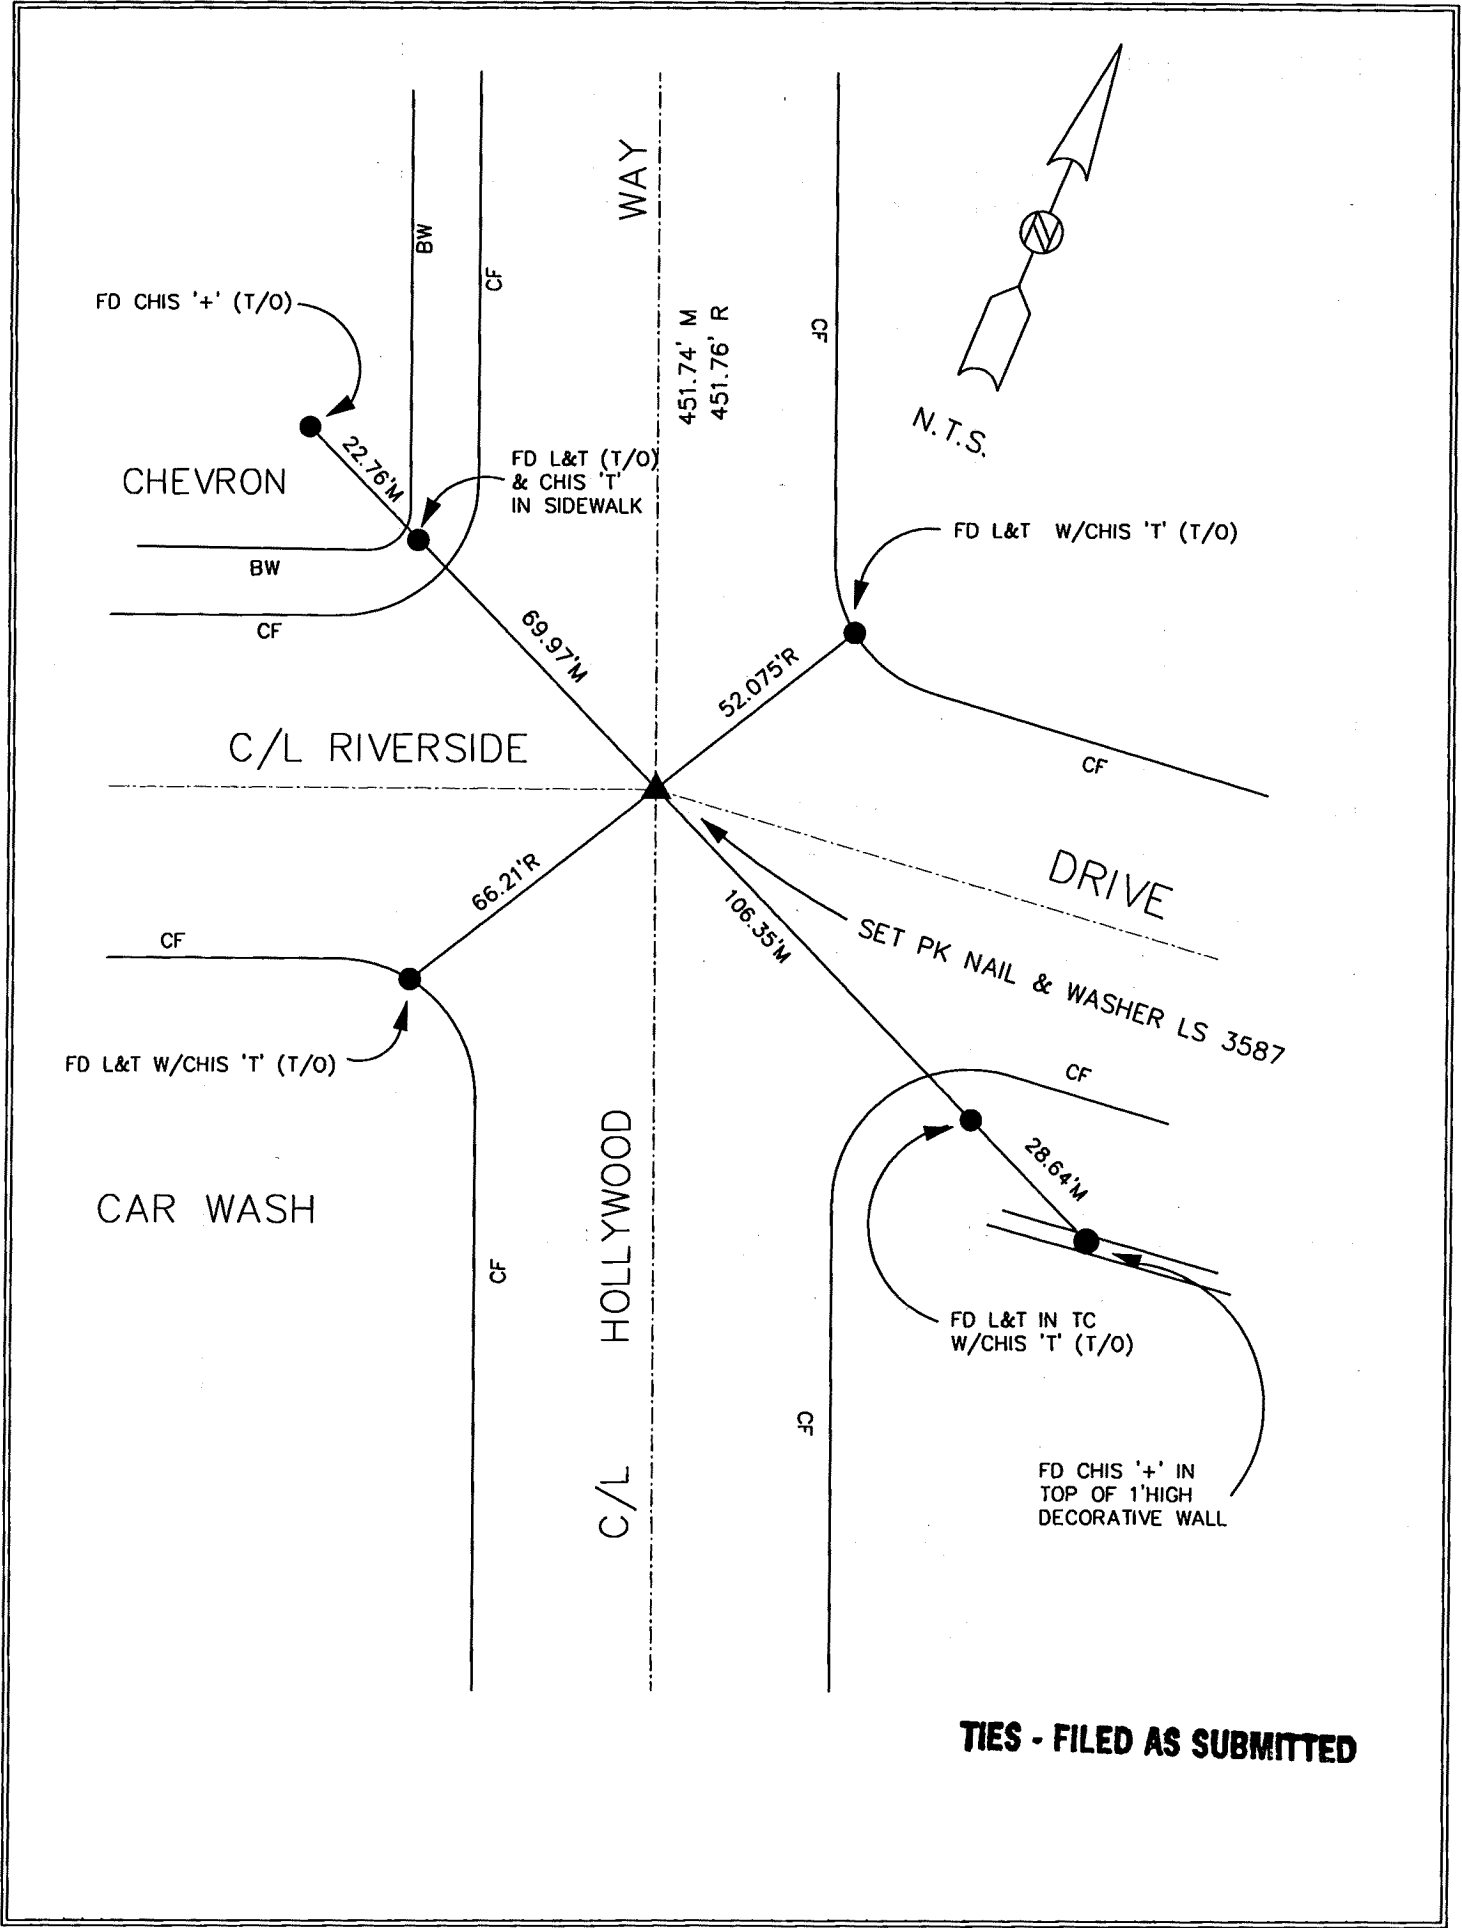 WAY
BW
CF
FD CHIS '+' (T/O)
451.74' M
451.76' R
CF
N
N.T.S.
22.76'M
CHEVRON
FD L&T (T/O)
& CHIS 'T'
IN SIDEWALK
FD L&T W/CHIS 'T' (T/O)
BW
CF
69.97'M
52.075'R
C/L RIVERSIDE
CF
DRIVE
66.21'R
106.35'M
SET PK NAIL & WASHER LS 3587
CF
FD L&T W/CHIS 'T' (T/O)
CF
28.64'M
CAR WASH
HOLLYWOOD
CF
FD L&T IN TC
W/CHIS 'T' (T/O)
CF
C/L
FD CHIS '+' IN
TOP OF 1'HIGH
DECORATIVE WALL
TIES - FILED AS SUBMITTED